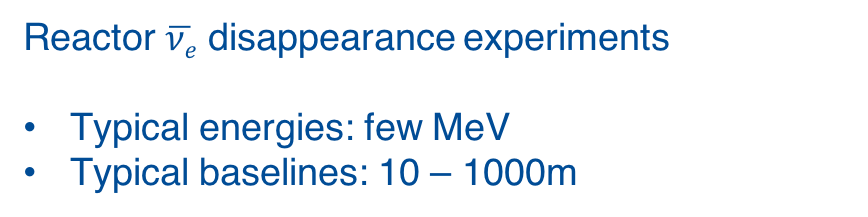 Reactor ν̅ₑ disappearance experiments
• Typical energies: few MeV
• Typical baselines: 10 – 1000m